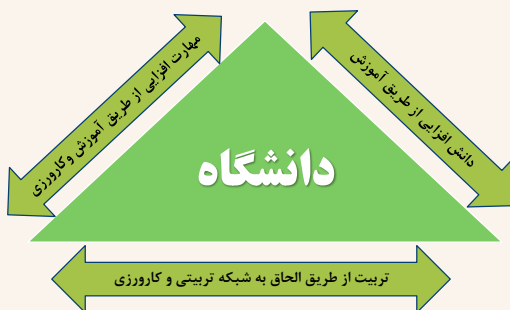 مهارت افزایی از طریق آموزش وکارورزی
دانش افزایی از طریق آموزش
دانشگاه
تربیت از طریق الحاق به شبکه تربیتی و کارورزی